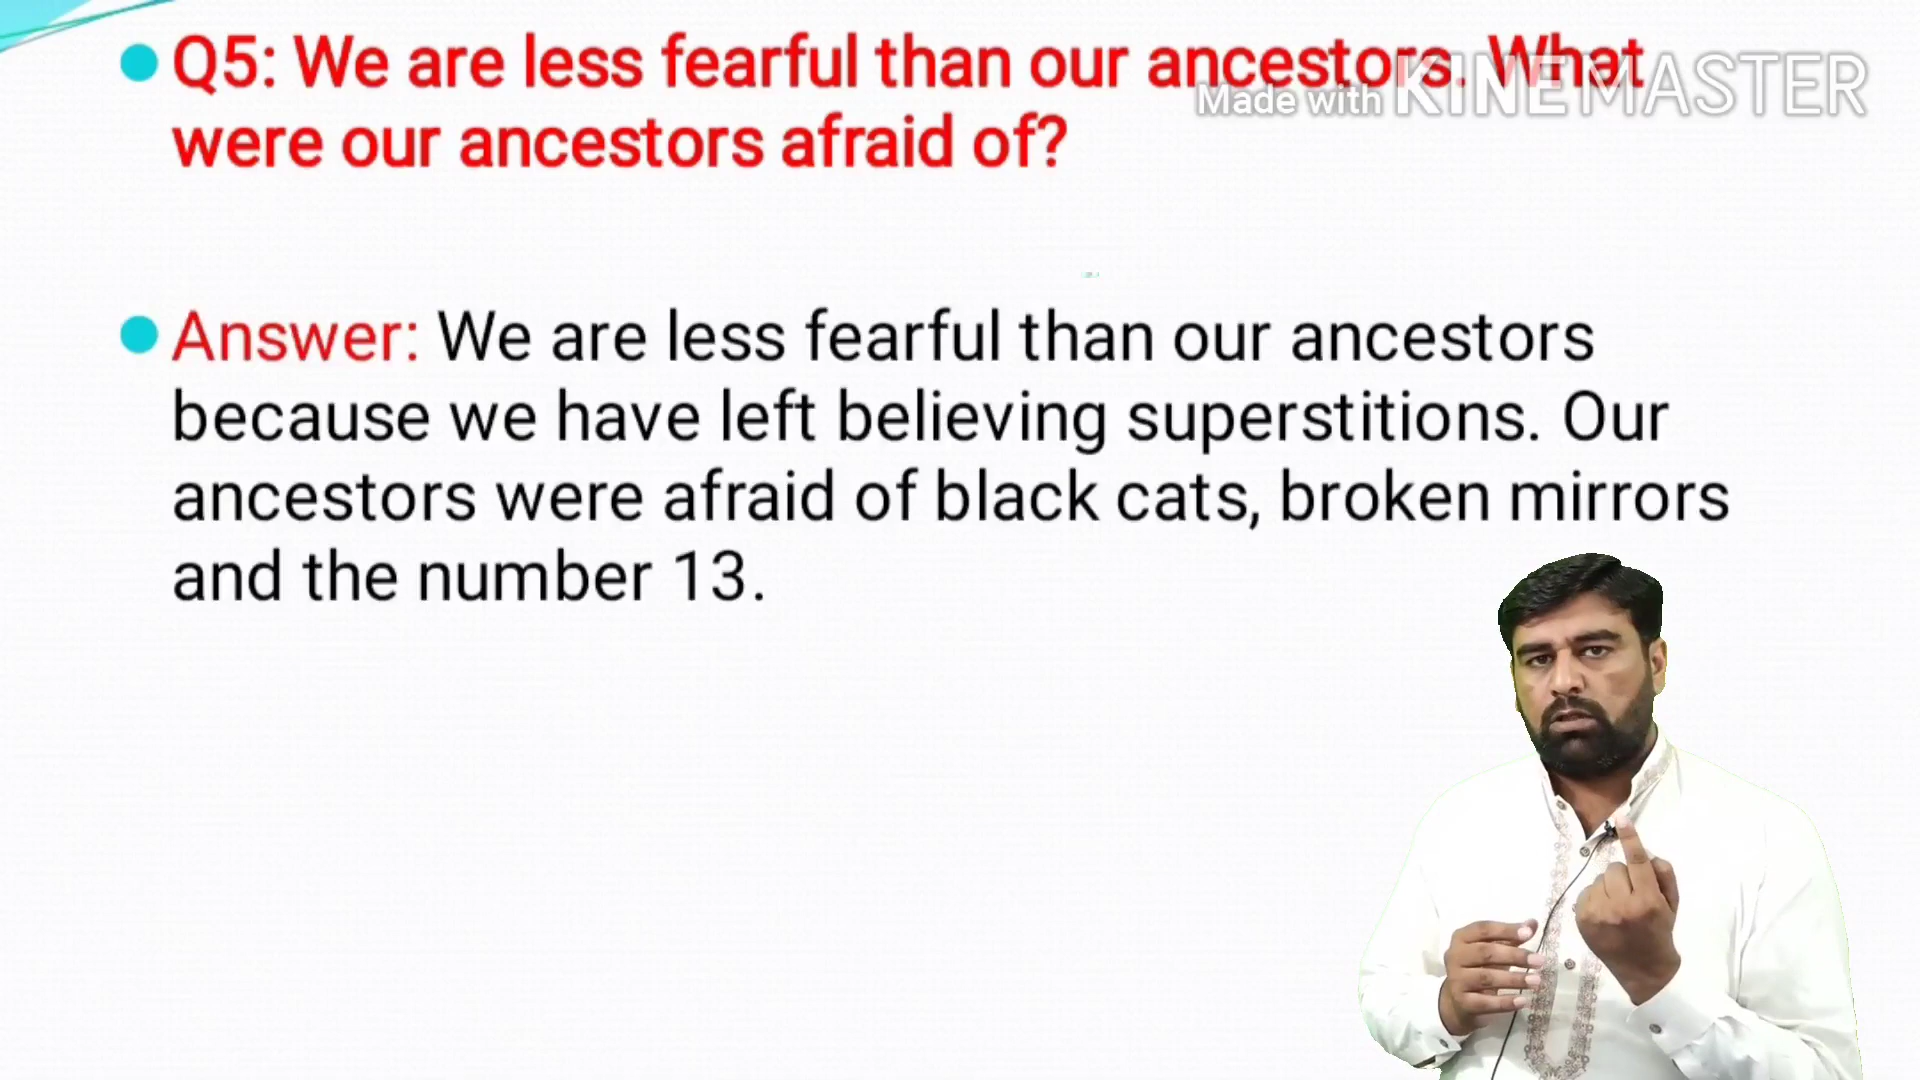 Q5: We are less fearful than our ancestors. What
were our ancestors afraid of?
Made with KINEMASTER
Answer: We are less fearful than our ancestors
because we have left believing superstitions. Our
ancestors were afraid of black cats, broken mirrors
and the number 13.